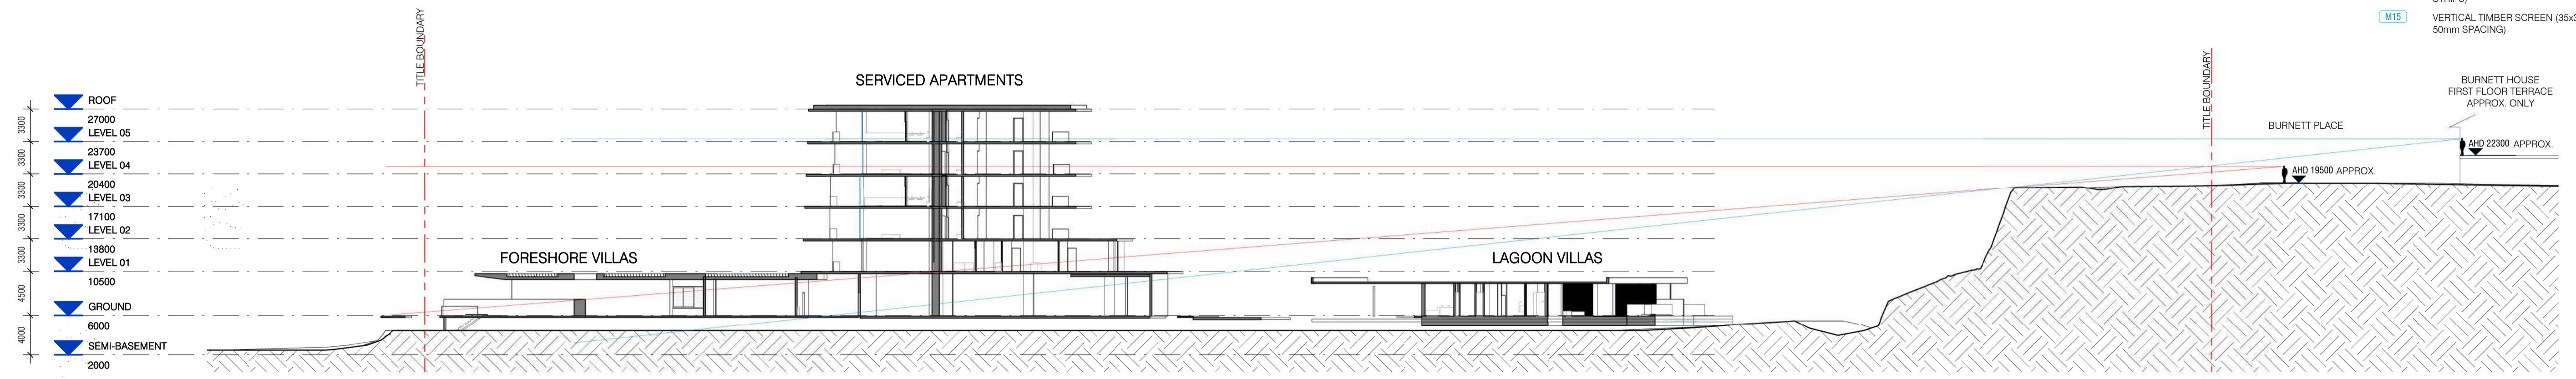 STRIPS)
M15
VERTICAL TIMBER SCREEN (35x3
50mm SPACING)
TITLE BOUNDARY
SERVICED APARTMENTS
TITLE BOUNDARY
BURNETT HOUSE
FIRST FLOOR TERRACE
APPROX. ONLY
BURNETT PLACE
AHD 22300 APPROX.
AHD 19500 APPROX.
FORESHORE VILLAS
LAGOON VILLAS
ROOF
27000
3300
LEVEL 05
23700
3300
LEVEL 04
20400
3300
LEVEL 03
17100
3300
LEVEL 02
13800
3300
LEVEL 01
10500
4500
GROUND
6000
4000
SEMI-BASEMENT
2000